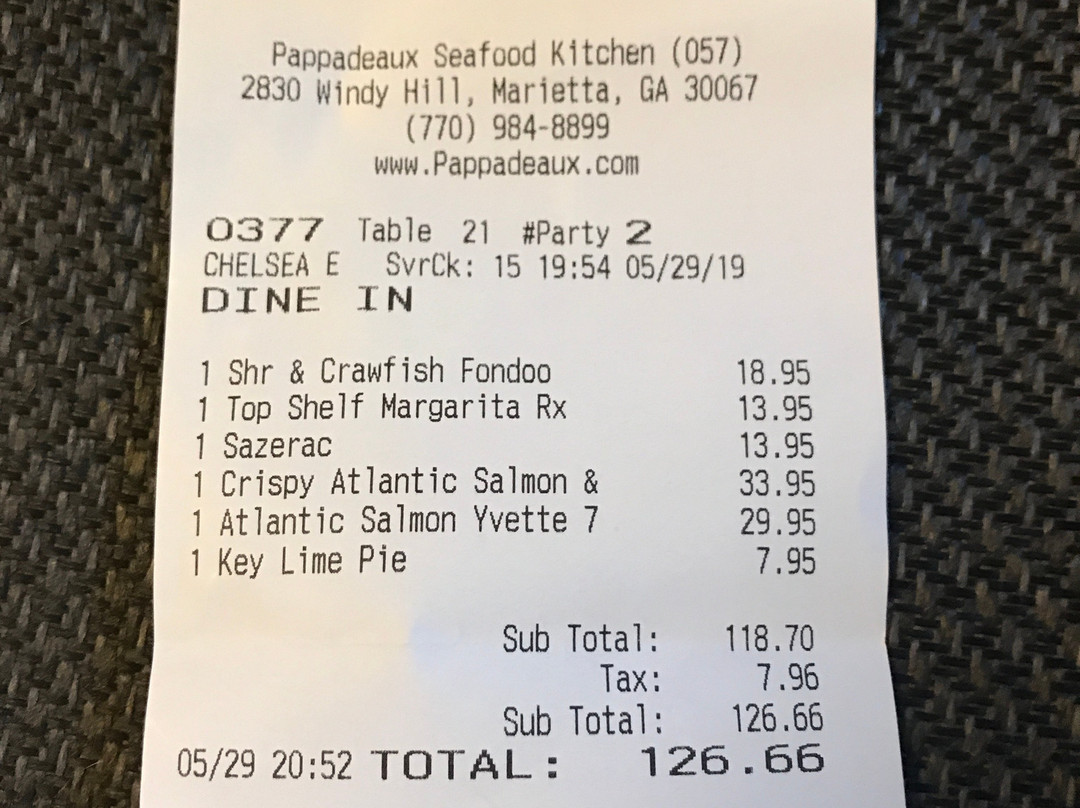 Pappadeaux Seafood Kitchen (057)
2830 Windy Hill, Marietta, GA 30067
(770) 984-8899
www.Pappadeaux.com
0377 Table 21 #Party 2
CHELSEA E SvrCk: 15 19:54 05/29/19
DINE IN
1 Shr & Crawfish Fondoo 18.95
1 Top Shelf Margarita Rx 13.95
1 Sazerac 13.95
1 Crispy Atlantic Salmon & 33.95
1 Atlantic Salmon Yvette 7 29.95
1 Key Lime Pie 7.95
Sub Total: 118.70
Tax: 7.96
Sub Total: 126.66
05/29 20:52 TOTAL: 126.66